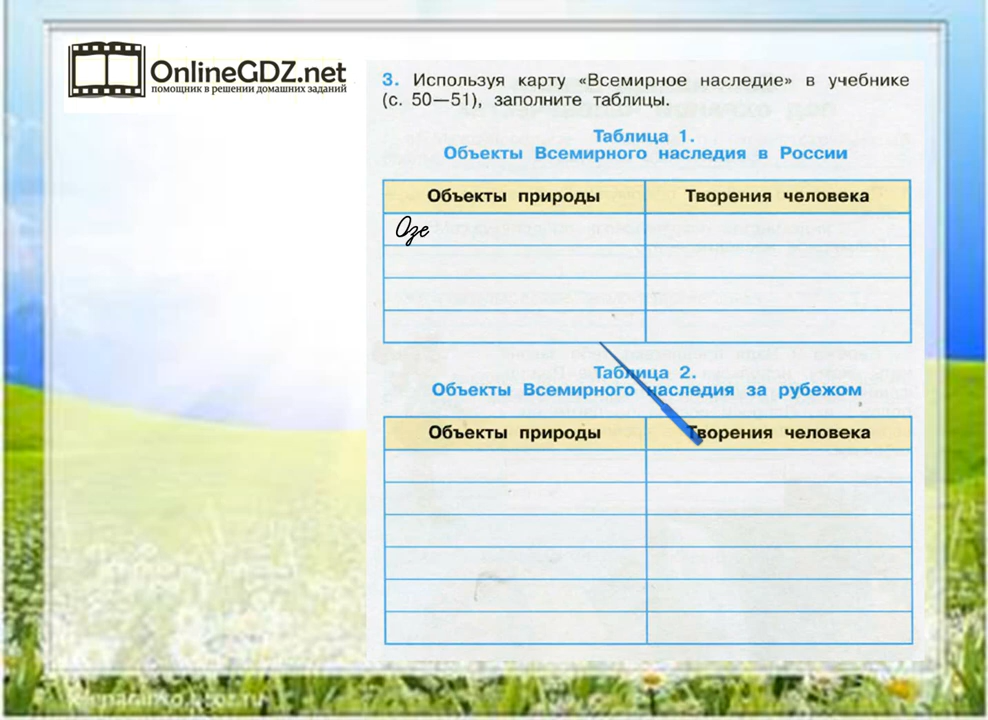 OnlineGDZ.net
помощник в решении домашних заданий
3. Используя карту «Всемирное наследие» в учебнике
(с. 50—51), заполните таблицы.
Таблица 1.
Объекты Всемирного наследия в России
Объекты природы Творения человека
Озе
Таблица 2.
Объекты Всемирного наследия за рубежом
Объекты природы Творения человека